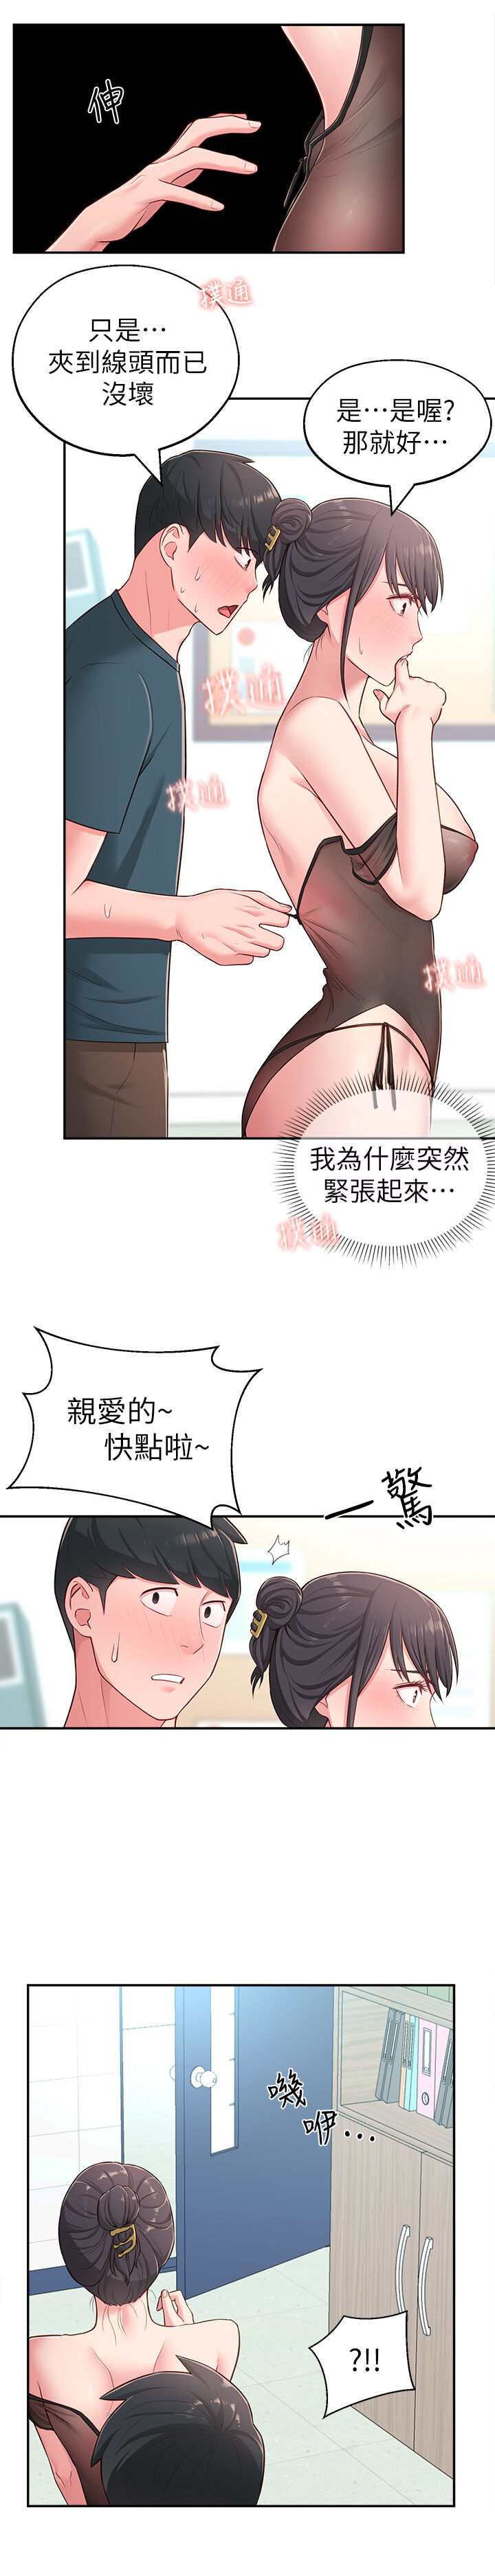 伸
撲通
只是…
夾到線頭而已
沒壞
是…是喔?
那就好…
撲通
撲通
撲通
我為什麼突然
緊張起來…
撲通
親愛的~
快點啦~
驚
嘰
咿...
?!!